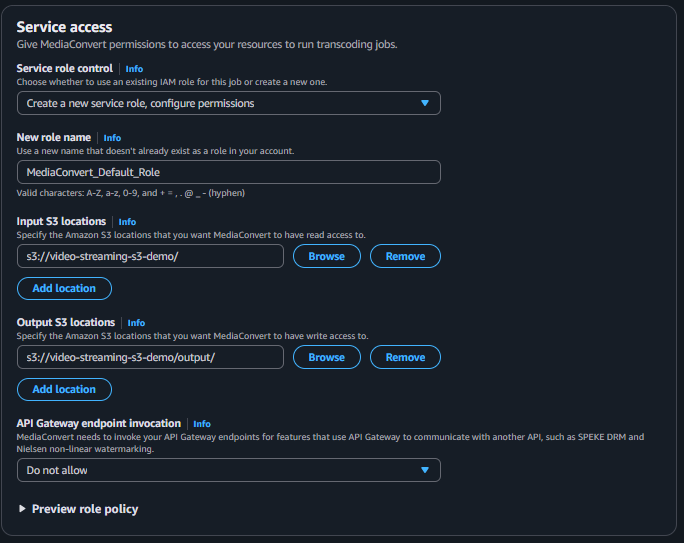 Service access
Give MediaConvert permissions to access your resources to run transcoding jobs.
Service role control | Info
Choose whether to use an existing IAM role for this job or create a new one.
Create a new service role, configure permissions
New role name | Info
Use a new name that doesn't already exist as a role in your account.
MediaConvert_Default_Role
Valid characters: A-Z, a-z, 0-9, and + = , . @ _ - (hyphen)
Input S3 locations | Info
Specify the Amazon S3 locations that you want MediaConvert to have read access to.
s3://video-streaming-s3-demo/ Browse Remove
Add location
Output S3 locations | Info
Specify the Amazon S3 locations that you want MediaConvert to have write access to.
s3://video-streaming-s3-demo/output/ Browse Remove
Add location
API Gateway endpoint invocation | Info
MediaConvert needs to invoke your API Gateway endpoints for features that use API Gateway to communicate with another API, such as SPEKE DRM and
Nielsen non-linear watermarking.
Do not allow
Preview role policy